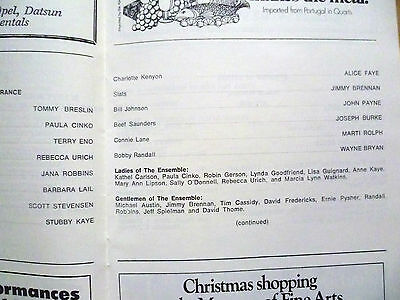 Opel, Datsun
entals
the meal.
Imported from Portugal in Quarts.
RANCE
TOMMY BRESLIN
PAULA CINKO
TERRY ENO
REBECCA URICH
JANA ROBBINS
BARBARA LAIL
SCOTT STEVENSEN
STUBBY KAYE
Charlotte Kenyon ALICE FAYE
Slats JIMMY BRENNAN
Bill Johnson JOHN PAYNE
Beef Saunders JOSEPH BURKE
Connie Lane MARTI ROLPH
Bobby Randall WAYNE BRYAN
Ladies of The Ensemble:
Kathel Carlson, Paula Cinko, Robin Gerson, Lynda Goodfriend, Lisa Guignard, Anne Kaye,
Mary Ann Lipson, Sally O'Donnell, Rebecca Urich, and Marcia Lynn Watkins.
Gentlemen of The Ensemble:
Michael Austin, Jimmy Brennan, Tim Cassidy, David Fredericks, Ernie Pysher, Randall
Robbins, Jeff Spielman and David Thome.
(continued)
formances
Christmas shopping
Fine Arts